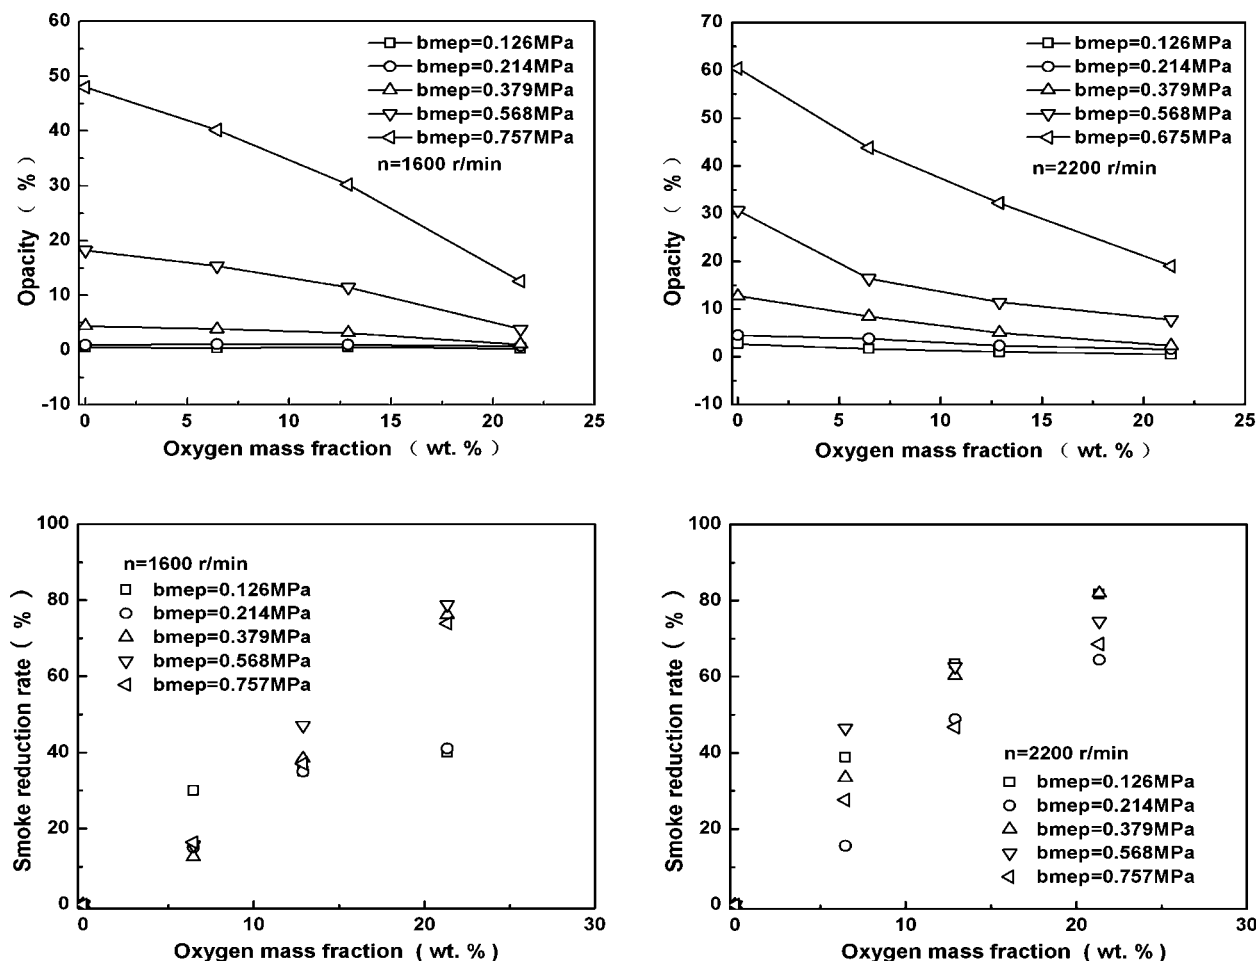 60
50
40
30
20
10
0
-10
0
5
10
15
20
25
Opacity ( % )
Oxygen mass fraction ( wt. % )
bmep=0.126MPa
bmep=0.214MPa
bmep=0.379MPa
bmep=0.568MPa
bmep=0.757MPa
n=1600 r/min
70
60
50
40
30
20
10
0
-10
0
5
10
15
20
25
Opacity ( % )
Oxygen mass fraction ( wt. % )
bmep=0.126MPa
bmep=0.214MPa
bmep=0.379MPa
bmep=0.568MPa
bmep=0.675MPa
n=2200 r/min
100
80
60
40
20
0
0
10
20
30
Smoke reduction rate ( % )
Oxygen mass fraction ( wt. % )
n=1600 r/min
bmep=0.126MPa
bmep=0.214MPa
bmep=0.379MPa
bmep=0.568MPa
bmep=0.757MPa
100
80
60
40
20
0
0
10
20
30
Smoke reduction rate ( % )
Oxygen mass fraction ( wt. % )
n=2200 r/min
bmep=0.126MPa
bmep=0.214MPa
bmep=0.379MPa
bmep=0.568MPa
bmep=0.757MPa